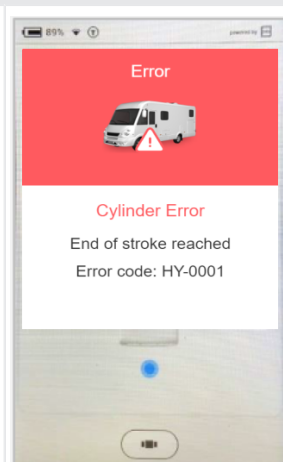 89%
powered by
Error
Cylinder Error
End of stroke reached
Error code: HY-0001